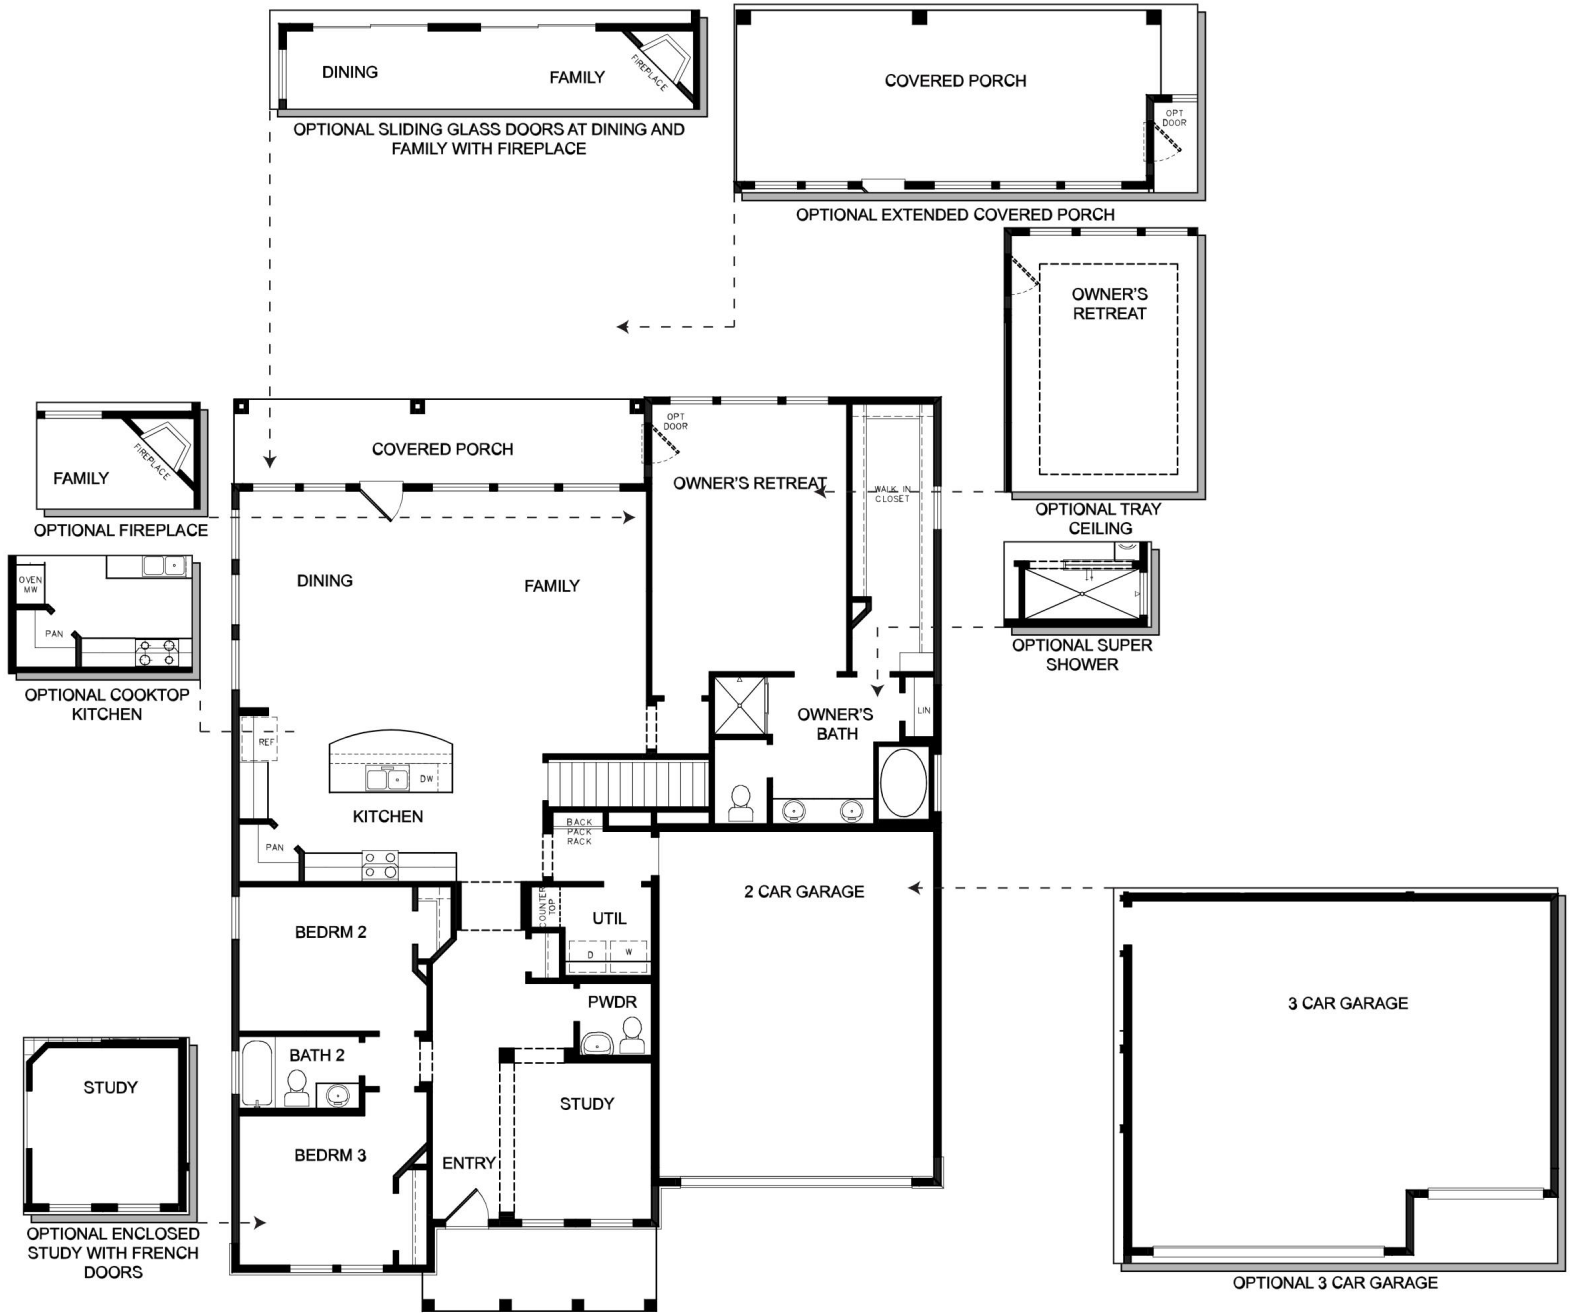 DINING
FAMILY
FIREPLACE
OPTIONAL SLIDING GLASS DOORS AT DINING AND
FAMILY WITH FIREPLACE
COVERED PORCH
OPT
DOOR
OPTIONAL EXTENDED COVERED PORCH
OWNER'S
RETREAT
OPTIONAL TRAY
CEILING
FAMILY
FIREPLACE
OPTIONAL FIREPLACE
OVEN
MW
PAN
OPTIONAL COOKTOP
KITCHEN
OPTIONAL SUPER
SHOWER
COVERED PORCH
OPT
DOOR
OWNER'S RETREAT
WALK IN
CLOSET
DINING
FAMILY
OWNER'S
BATH
LIN
REF
DW
KITCHEN
PAN
BACK
PACK
RACK
2 CAR GARAGE
COUNTER
TOP
UTIL
D
W
BEDRM 2
PWDR
BATH 2
STUDY
BEDRM 3
ENTRY
STUDY
OPTIONAL ENCLOSED
STUDY WITH FRENCH
DOORS
3 CAR GARAGE
OPTIONAL 3 CAR GARAGE